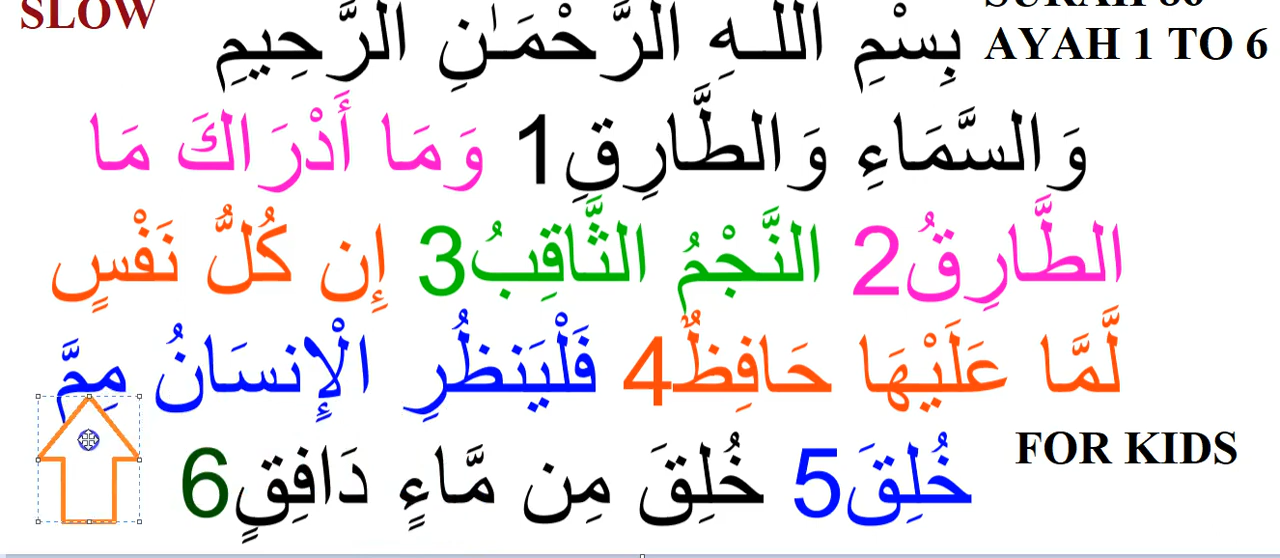 SLOW
AYAH 1 TO 6
بِسْمِ اللَّـهِ الرَّحْمَـٰنِ الرَّحِيمِ
وَالسَّمَاءِ وَالطَّارِقِ1 وَمَا أَدْرَاكَ مَا
الطَّارِقُ2 النَّجْمُ الثَّاقِبُ3 إِن كُلُّ نَفْسٍ
لَّمَّا عَلَيْهَا حَافِظٌ4 فَلْيَنظُرِ الْإِنسَانُ مِمَّ
خُلِقَ5 خُلِقَ مِن مَّاءٍ دَافِقٍ6
FOR KIDS